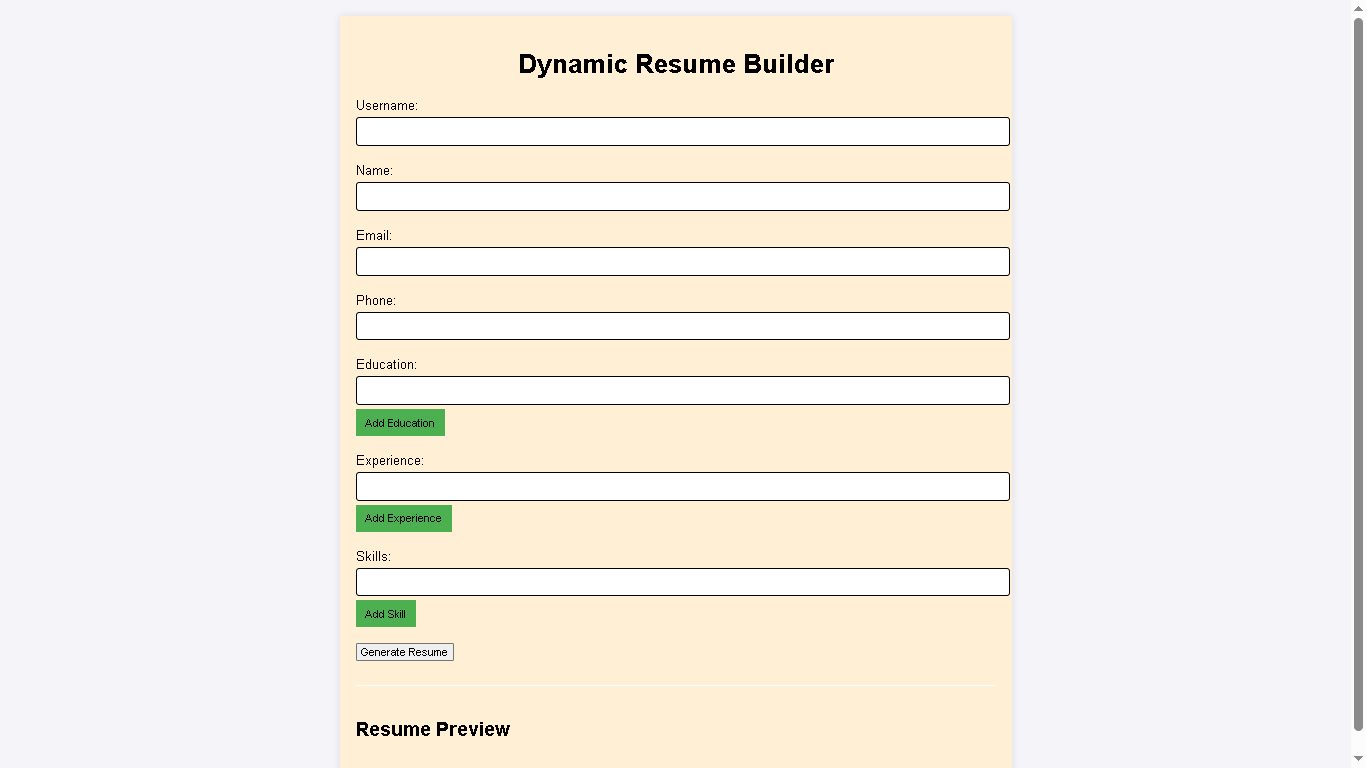 Dynamic Resume Builder
Username:
Name:
Email:
Phone:
Education:
Add Education
Experience:
Add Experience
Skills:
Add Skill
Generate Resume
Resume Preview